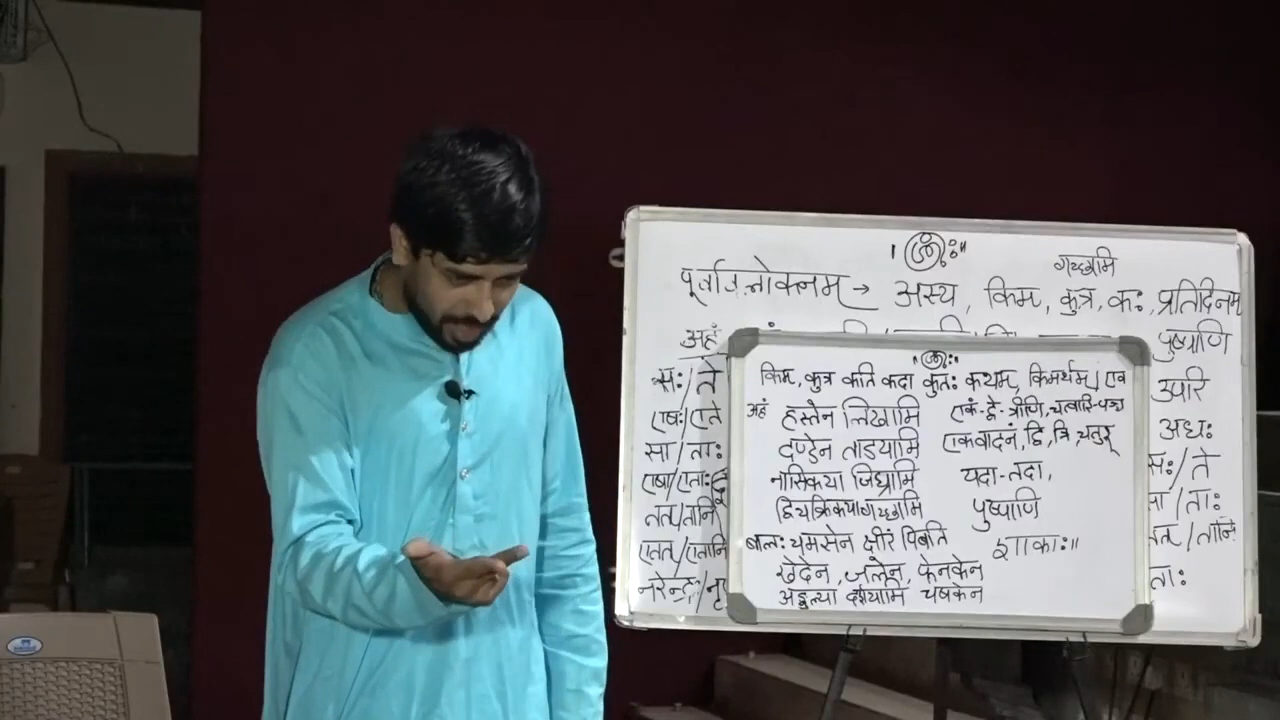 । ॐ ॥
गच्छामि
पूर्वावलोकनम् → अस्य, किम्, कुत्र, कः, प्रतिदिनम्
अहं
पुष्पाणि
सः/ते
उपरि
एषः/एते
अधः
सा/ताः
सः/ते
एषा/एताः
सा/ताः
तत्/तानि
तत्/तानि
एतत्/एतानि
ताः
नरेन्द्रः/
॥ॐ॥
किम्, कुत्र कति कदा कुतः कथम्, किमर्थम्, एव
अहं हस्तेन लिखामि
दण्डेन ताडयामि
नासिकया जिघ्रामि
द्विचक्रिकया गच्छामि
बालः चमसेन क्षीरं पिबति
स्वेदेन, जलेन, फेनकेन
अङ्गुल्या दर्शयामि चषकेन
एकं-द्वे-त्रीणि, चत्वारि-पञ्च
एकवादनं, द्वि, त्रि, चतुर्
यदा-तदा,
पुष्पाणि
शाकाः॥